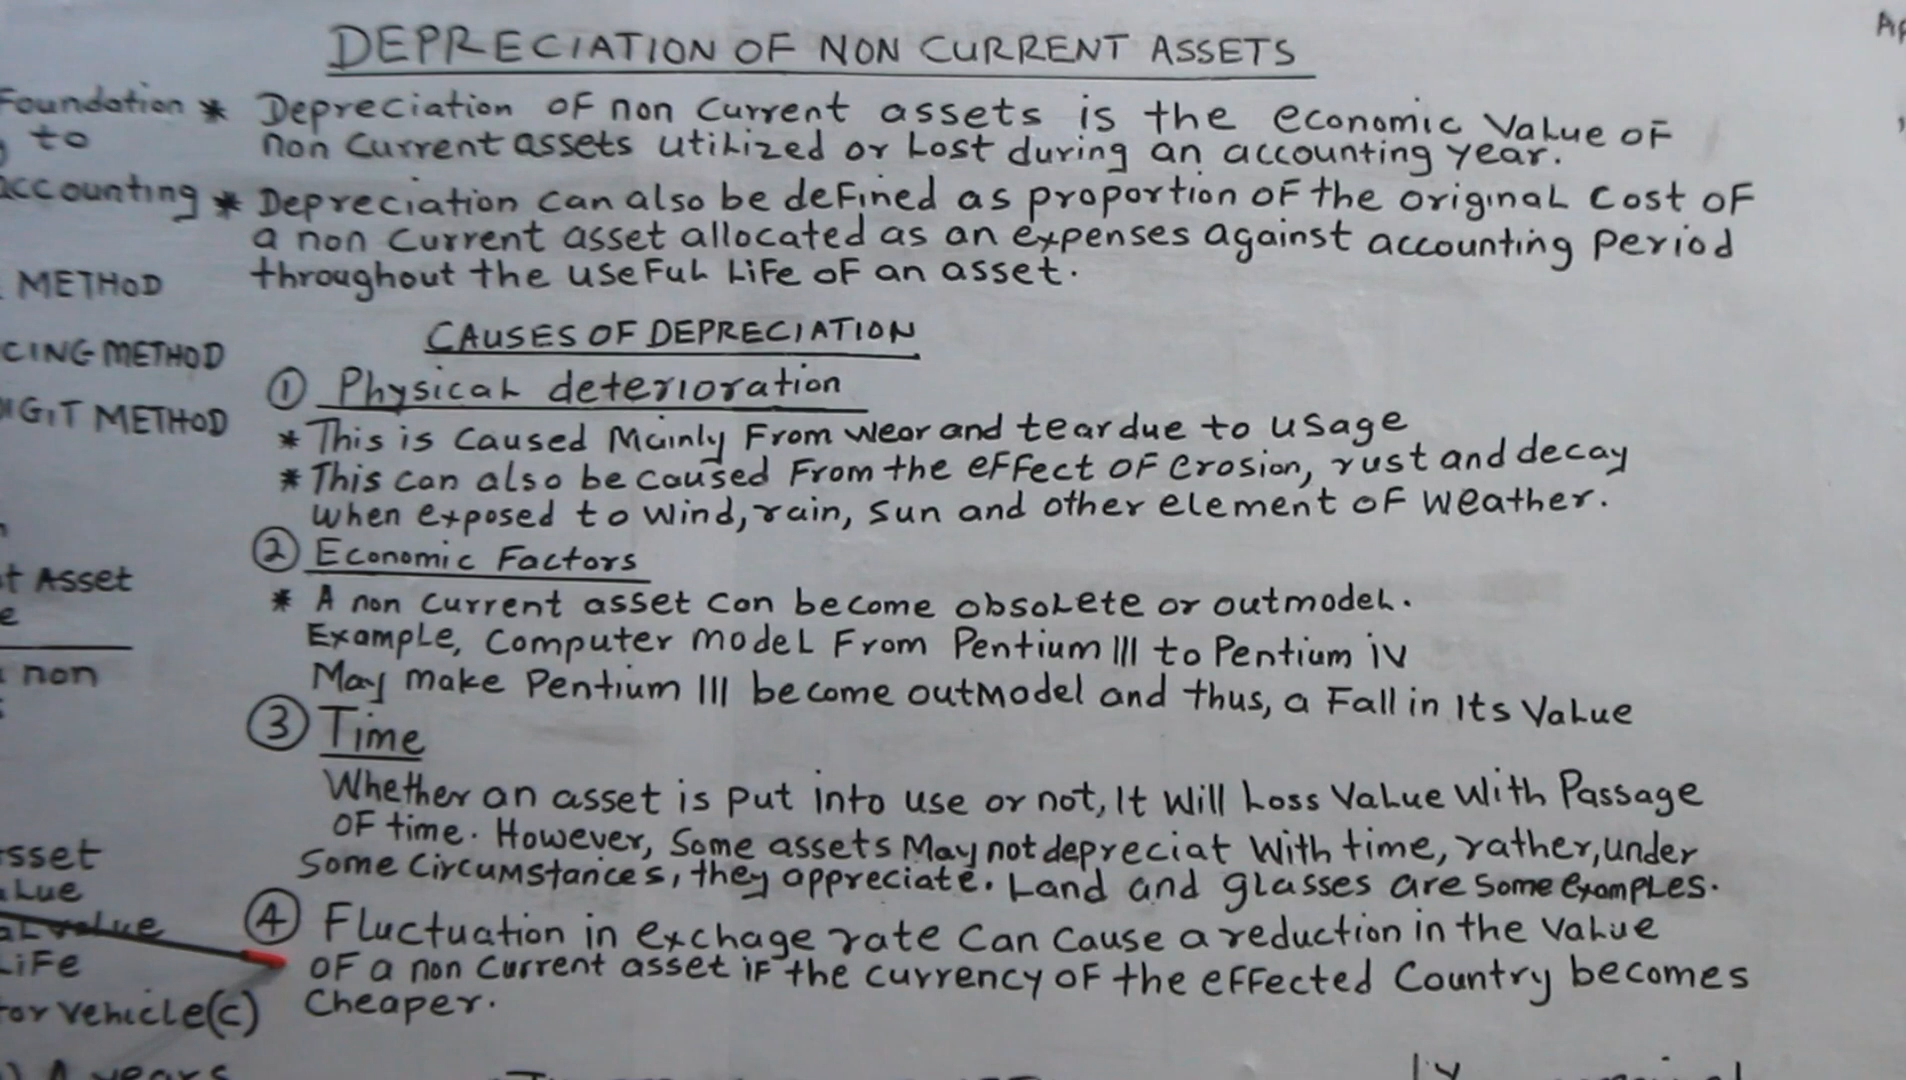 DEPRECIATION OF NON CURRENT ASSETS
* Depreciation of non current assets is the economic value of
non current assets utilized or lost during an accounting year.
* Depreciation can also be defined as proportion of the original cost of
a non current asset allocated as an expenses against accounting period
throughout the useful life of an asset.
CAUSES OF DEPRECIATION
① Physical deterioration
* This is caused mainly from wear and tear due to usage
* This can also be caused from the effect of erosion, rust and decay
when exposed to wind, rain, sun and other element of weather.
② Economic Factors
* A non current asset can become obsolete or outmodel.
Example, computer model from Pentium III to Pentium iv
May make Pentium III become outmodel and thus, a fall in its value
③ Time
Whether an asset is put into use or not, it will loss value with passage
of time. However, some assets may not depreciat with time, rather, under
some circumstances, they appreciate. Land and glasses are some examples.
④ Fluctuation in exchage rate can cause a reduction in the value
of a non current asset if the currency of the effected country becomes
cheaper.
Foundation
to
accounting
METHOD
CING METHOD
DIGIT METHOD
t Asset
e
non
sset
Lue
value
LiFe
or vehicle(c)
years